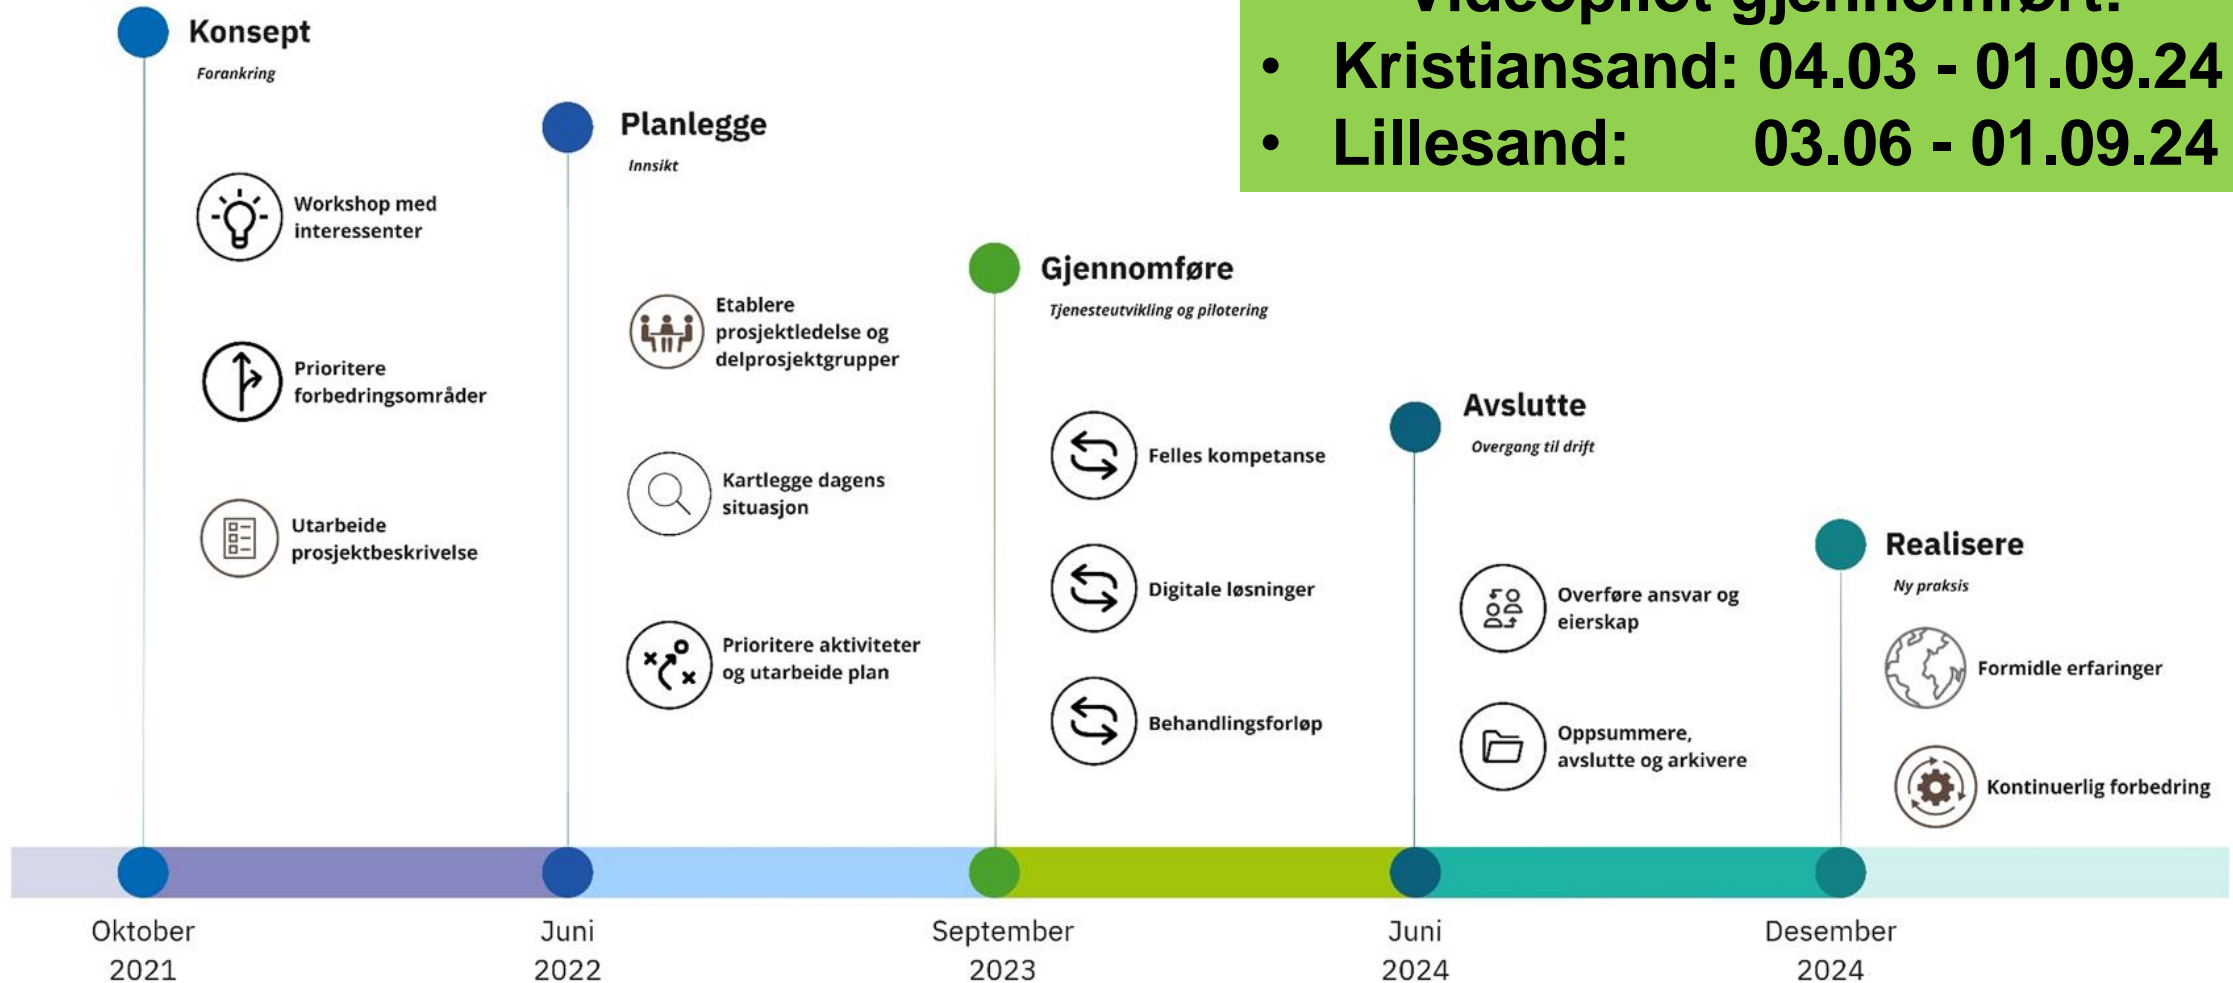 Videopilot gjennomført:
• Kristiansand: 04.03 - 01.09.24
• Lillesand: 03.06 - 01.09.24
Konsept
Forankring
Workshop med
interessenter
Prioritere
forbedringsområder
Utarbeide
prosjektbeskrivelse
Planlegge
Innsikt
Etablere
prosjektledelse og
delprosjektgrupper
Kartlegge dagens
situasjon
Prioritere aktiviteter
og utarbeide plan
Gjennomføre
Tjenesteutvikling og pilotering
Felles kompetanse
Digitale løsninger
Behandlingsforløp
Avslutte
Overgang til drift
Overføre ansvar og
eierskap
Oppsummere,
avslutte og arkivere
Realisere
Ny praksis
Formidle erfaringer
Kontinuerlig forbedring
Oktober
2021
Juni
2022
September
2023
Juni
2024
Desember
2024